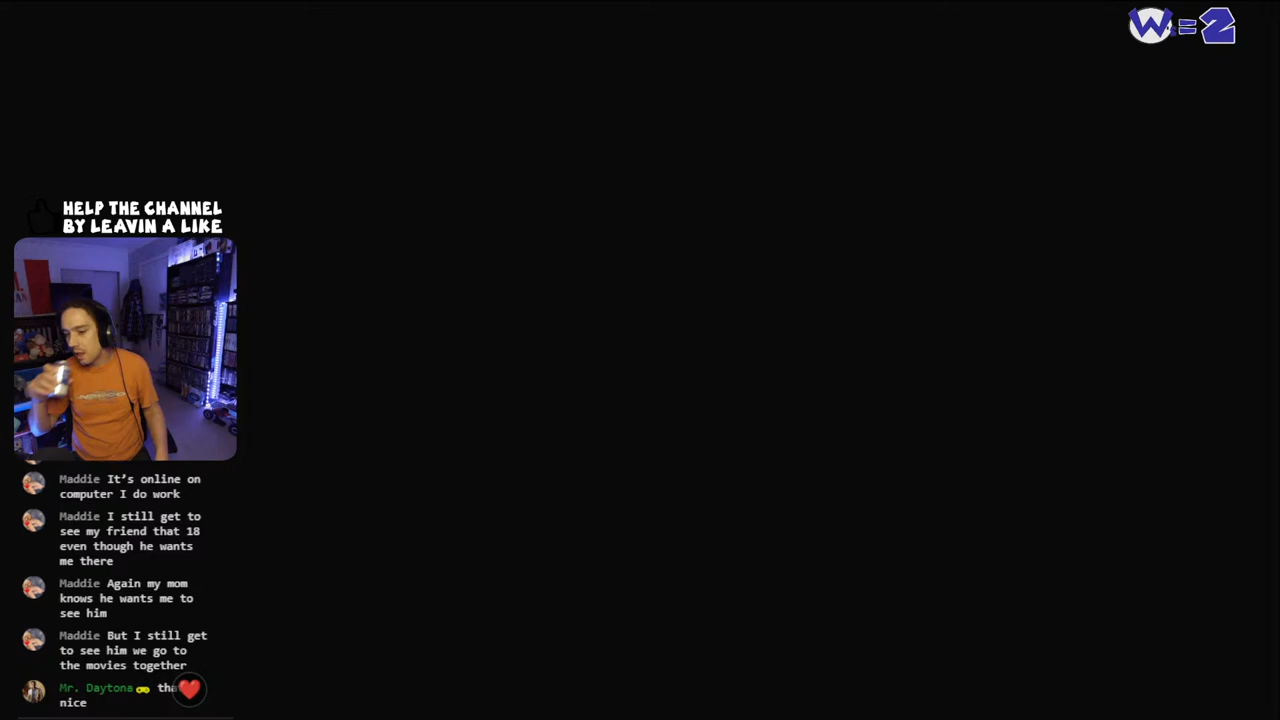 W=2
HELP THE CHANNEL
BY LEAVIN A LIKE
Maddie It's online on
computer I do work
Maddie I still get to
see my friend that 18
even though he wants
me there
Maddie Again my mom
knows he wants me to
see him
Maddie But I still get
to see him we go to
the movies together
Mr. Daytona
nice